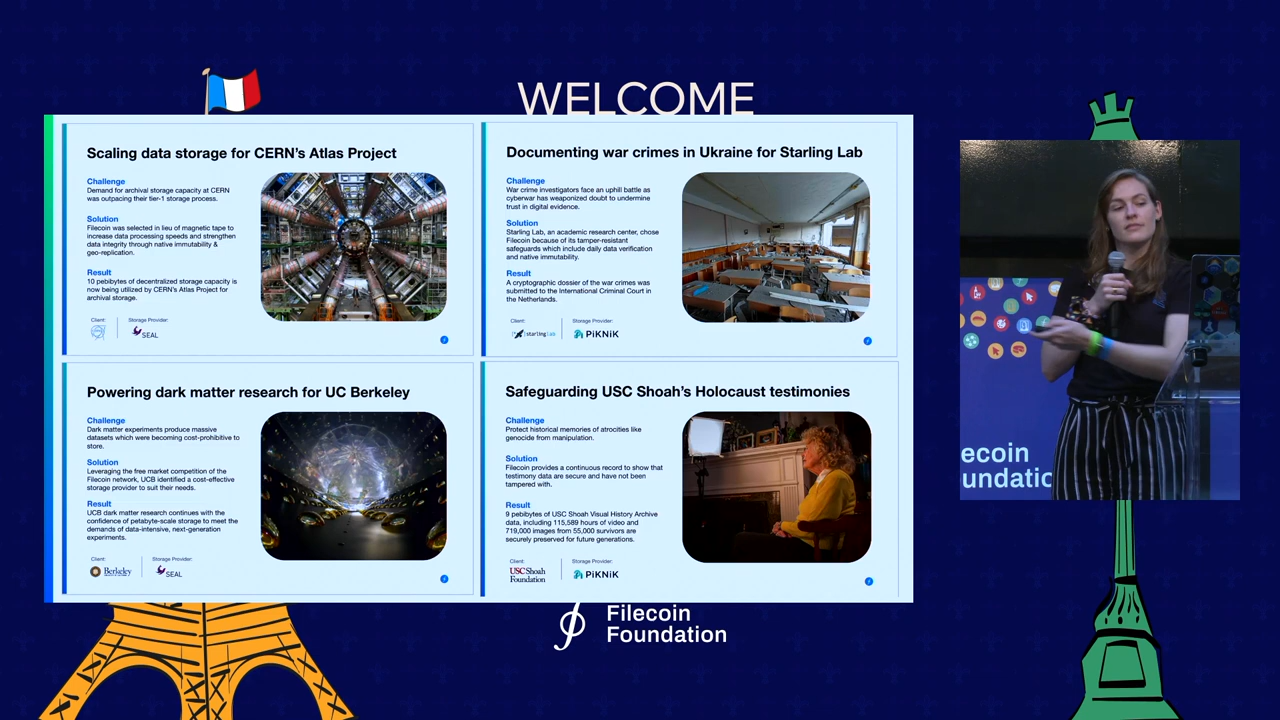 WELCOME
Scaling data storage for CERN's Atlas Project
Challenge
Demand for archival storage capacity at CERN
was outpacing their tier-1 storage process.
Solution
Filecoin was selected in lieu of magnetic tape to
increase data processing speeds and strengthen
data integrity through native immutability &
geo-replication.
Result
10 pebibytes of decentralized storage capacity is
now being utilized by CERN's Atlas Project for
archival storage.
Client:
Storage Provider:
SEAL
Documenting war crimes in Ukraine for Starling Lab
Challenge
War crime investigators face an uphill battle as
cyberwar has weaponized doubt to undermine
trust in digital evidence.
Solution
Starling Lab, an academic research center, chose
Filecoin because of its tamper-resistant
safeguards which include daily data verification
and native immutability.
Result
A cryptographic dossier of the war crimes was
submitted to the International Criminal Court in
the Netherlands.
Client:
Storage Provider:
starling lab
PiKNiK
Powering dark matter research for UC Berkeley
Challenge
Dark matter experiments produce massive
datasets which were becoming cost-prohibitive to
store.
Solution
Leveraging the free market competition of the
Filecoin network, UCB identified a cost-effective
storage provider to suit their needs.
Result
UCB dark matter research continues with the
confidence of petabyte-scale storage to meet the
demands of data-intensive, next-generation
experiments.
Client:
Storage Provider:
Berkeley
SEAL
Safeguarding USC Shoah's Holocaust testimonies
Challenge
Protect historical memories of atrocities like
genocide from manipulation.
Solution
Filecoin provides a continuous record to show that
testimony data are secure and have not been
tampered with.
Result
9 pebibytes of USC Shoah Visual History Archive
data, including 115,589 hours of video and
719,000 images from 55,000 survivors are
securely preserved for future generations.
Client:
Storage Provider:
USC Shoah
Foundation
PiKNiK
ecoin
undatio
Filecoin
Foundation